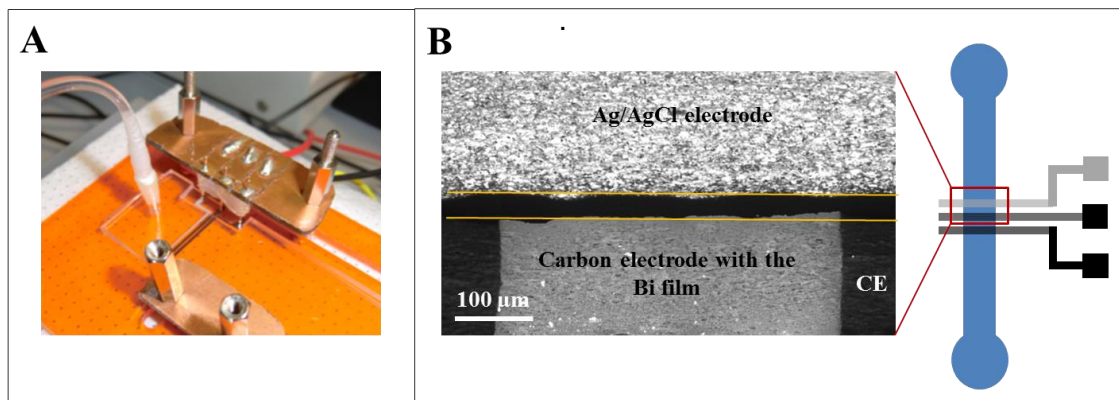 A
B
Ag/AgCl electrode
Carbon electrode with the
Bi film
CE
100 µm